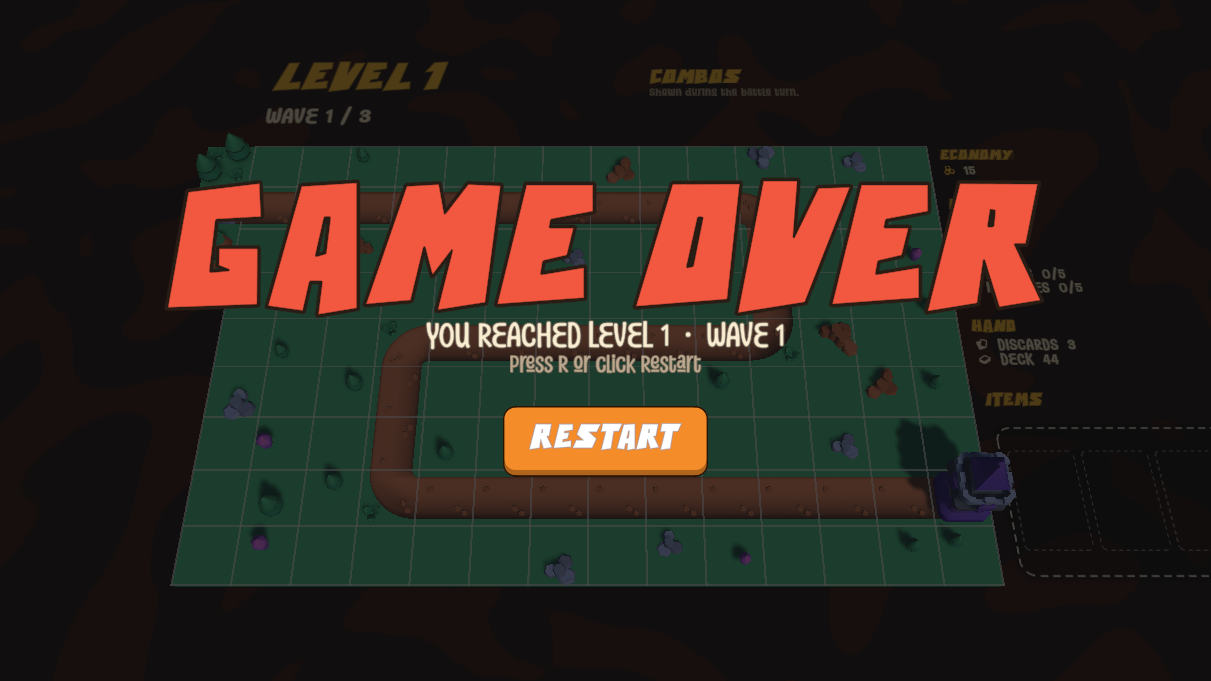 LEVEL 1
WAVE 1 / 3
COMBOS
Shown during the battle turn.
ECONOMY
15
GAME OVER
0/5
ES 0/5
YOU REACHED LEVEL 1 · WAVE 1
Press R or Click Restart
HAND
DISCARDS 3
DECK 44
ITEMS
RESTART